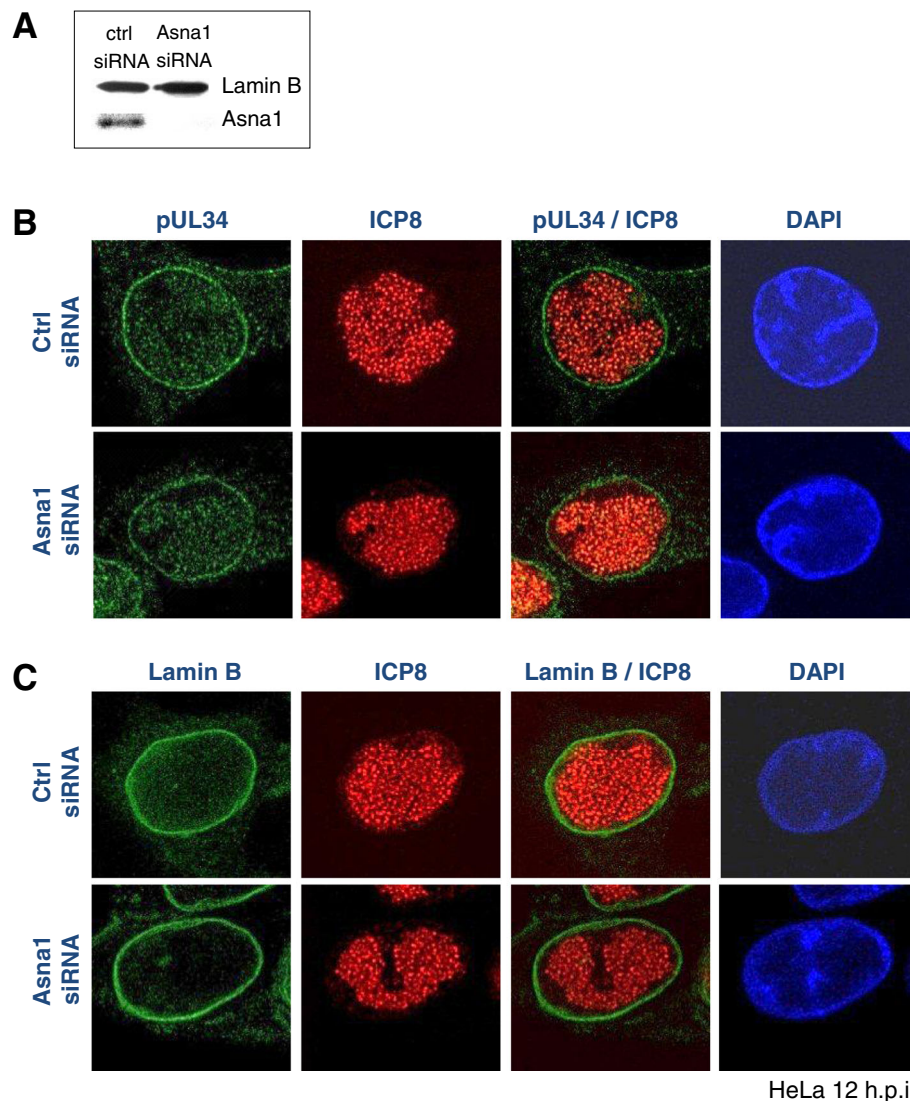 A
ctrl Asna1
siRNA siRNA
Lamin B
Asna1
B
pUL34 ICP8 pUL34 / ICP8 DAPI
Ctrl
siRNA
Asna1
siRNA
C
Lamin B ICP8 Lamin B / ICP8 DAPI
Ctrl
siRNA
Asna1
siRNA
HeLa 12 h.p.i